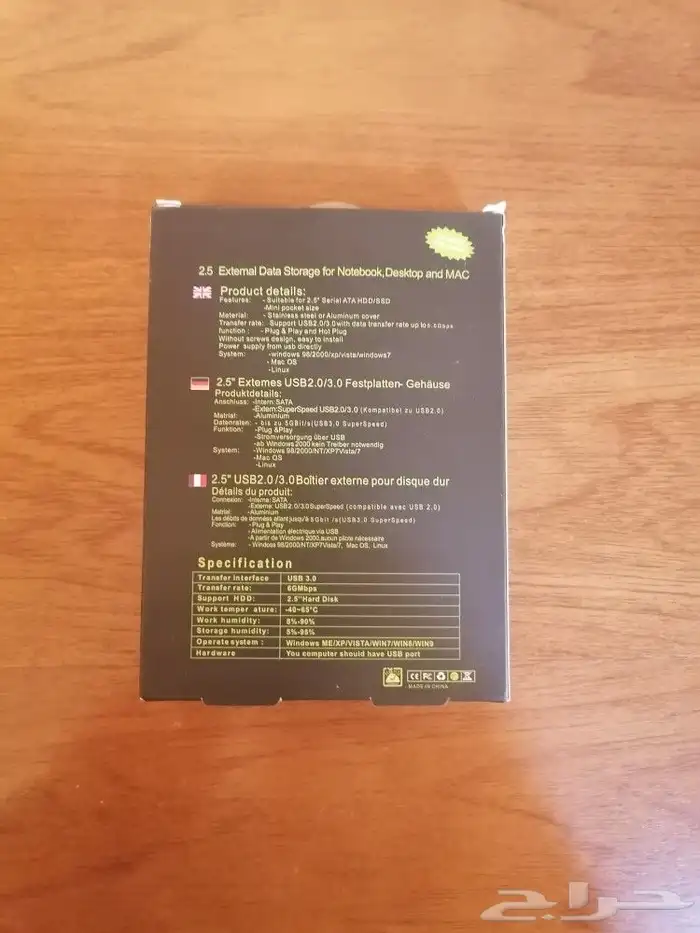 2.5 External Data Storage for Notebook,Desktop and MAC
Product details:
Features: - Suitable for 2.5" Serial ATA HDD/SSD
-Mini pocket size
Material: - Stainless steel or Aluminum cover
Transfer rate: Support USB2.0/3.0with data transfer rate up to
function : - Plug & Play and Hot Plug
Without screws design, easy to install
Power supply from usb directly
System: -windows 98/2000/xp/vista/windows7
- Mac OS
-Linux
2.5" Externes USB2.0/3.0 Festplatten- Gehäuse
Produktdetails:
Anschluss: -Intern:SATA
-Extern:SuperSpeed USB2.0/3.0 (Kompatibel zu USB2.0)
Matrial: -Aluminium
Datenraten: - bis zu 5GBit/s(USB3.0 SuperSpeed)
Funktion: -Plug &Play
-Stromversorgung über USB
-ab Windows 2000 kein Treiber notwendig
System: -Windows 98/2000/NT/XP7Vista/7
-Mac OS
-Linux
2.5" USB2.0/3.0Boîtier externe pour disque dur
Détails du produit:
Connexion: -Interne:SATA
-Externe:USB2.0/3.0SuperSpeed (compatible avec USB 2.0)
Matriel: -Aluminium
Les débits de données allant jusqu'à 5Gbit /s(USB3.0 SuperSpeed)
Fonction: -Plug & Play
-Alimentation électrique via USB
-A partir de Windows 2000,aucun pilote nécessaire
Système: - Windows 98/2000/NT/XP7Vista/7, Mac OS, Linux
Specification
Transfer interface USB 3.0
Transfer rate: 6GMbps
Support HDD: 2.5"Hard Disk
Work temper ature: -40~65°C
Work humidity: 8%-90%
Storage humidity: 5%-95%
Operate system : Windows ME/XP/VISTA/WIN7/WIN8/WIN9
Hardware You computer should have USB port
CE FC
MADE IN CHINA
حراج